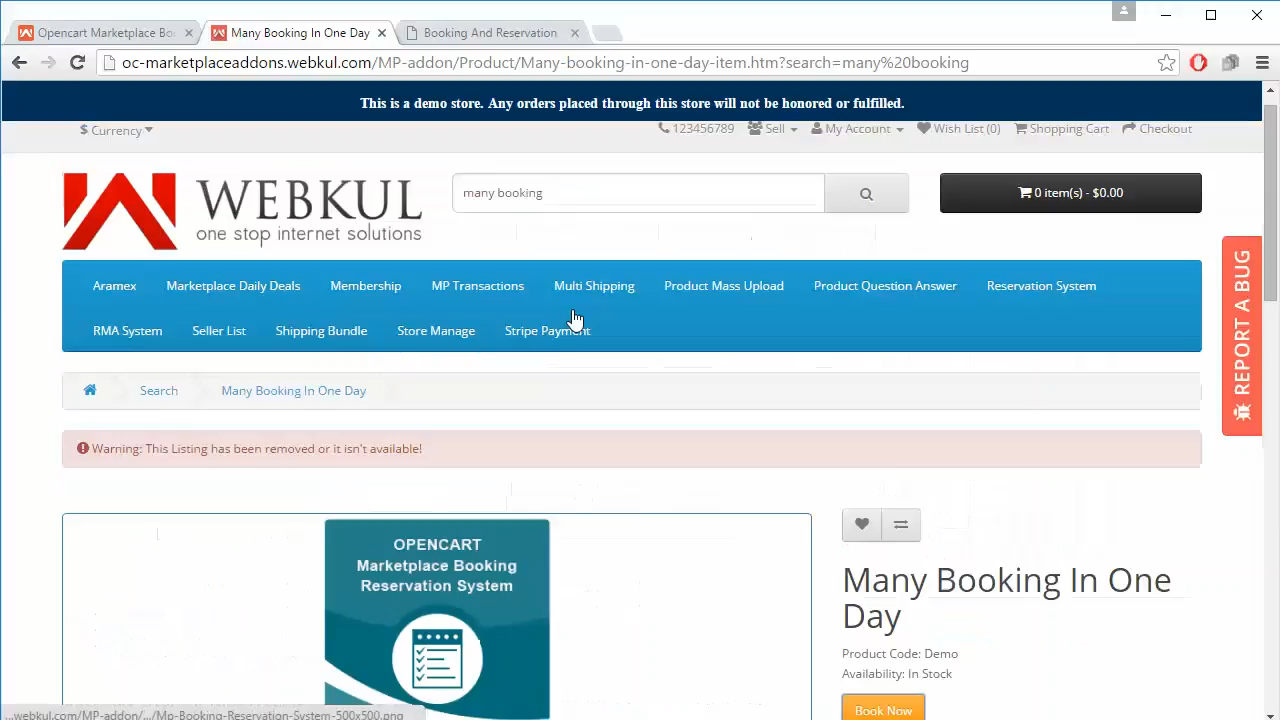 Opencart Marketplace Bo
Many Booking In One Day
Booking And Reservation
oc-marketplaceaddons.webkul.com/MP-addon/Product/Many-booking-in-one-day-item.htm?search=many%20booking
This is a demo store. Any orders placed through this store will not be honored or fulfilled.
$ Currency
123456789 Sell My Account Wish List (0) Shopping Cart Checkout
WEBKUL
one stop internet solutions
many booking
0 item(s) - $0.00
Aramex Marketplace Daily Deals Membership MP Transactions Multi Shipping Product Mass Upload Product Question Answer Reservation System
RMA System Seller List Shipping Bundle Store Manage Stripe Payment
REPORT A BUG
Search Many Booking In One Day
Warning: This Listing has been removed or it isn't available!
OPENCART
Marketplace Booking
Reservation System
Many Booking In One
Day
Product Code: Demo
Availability: In Stock
Book Now
...webkul.com/MP-addon/.../Mp-Booking-Reservation-System-500x500.png